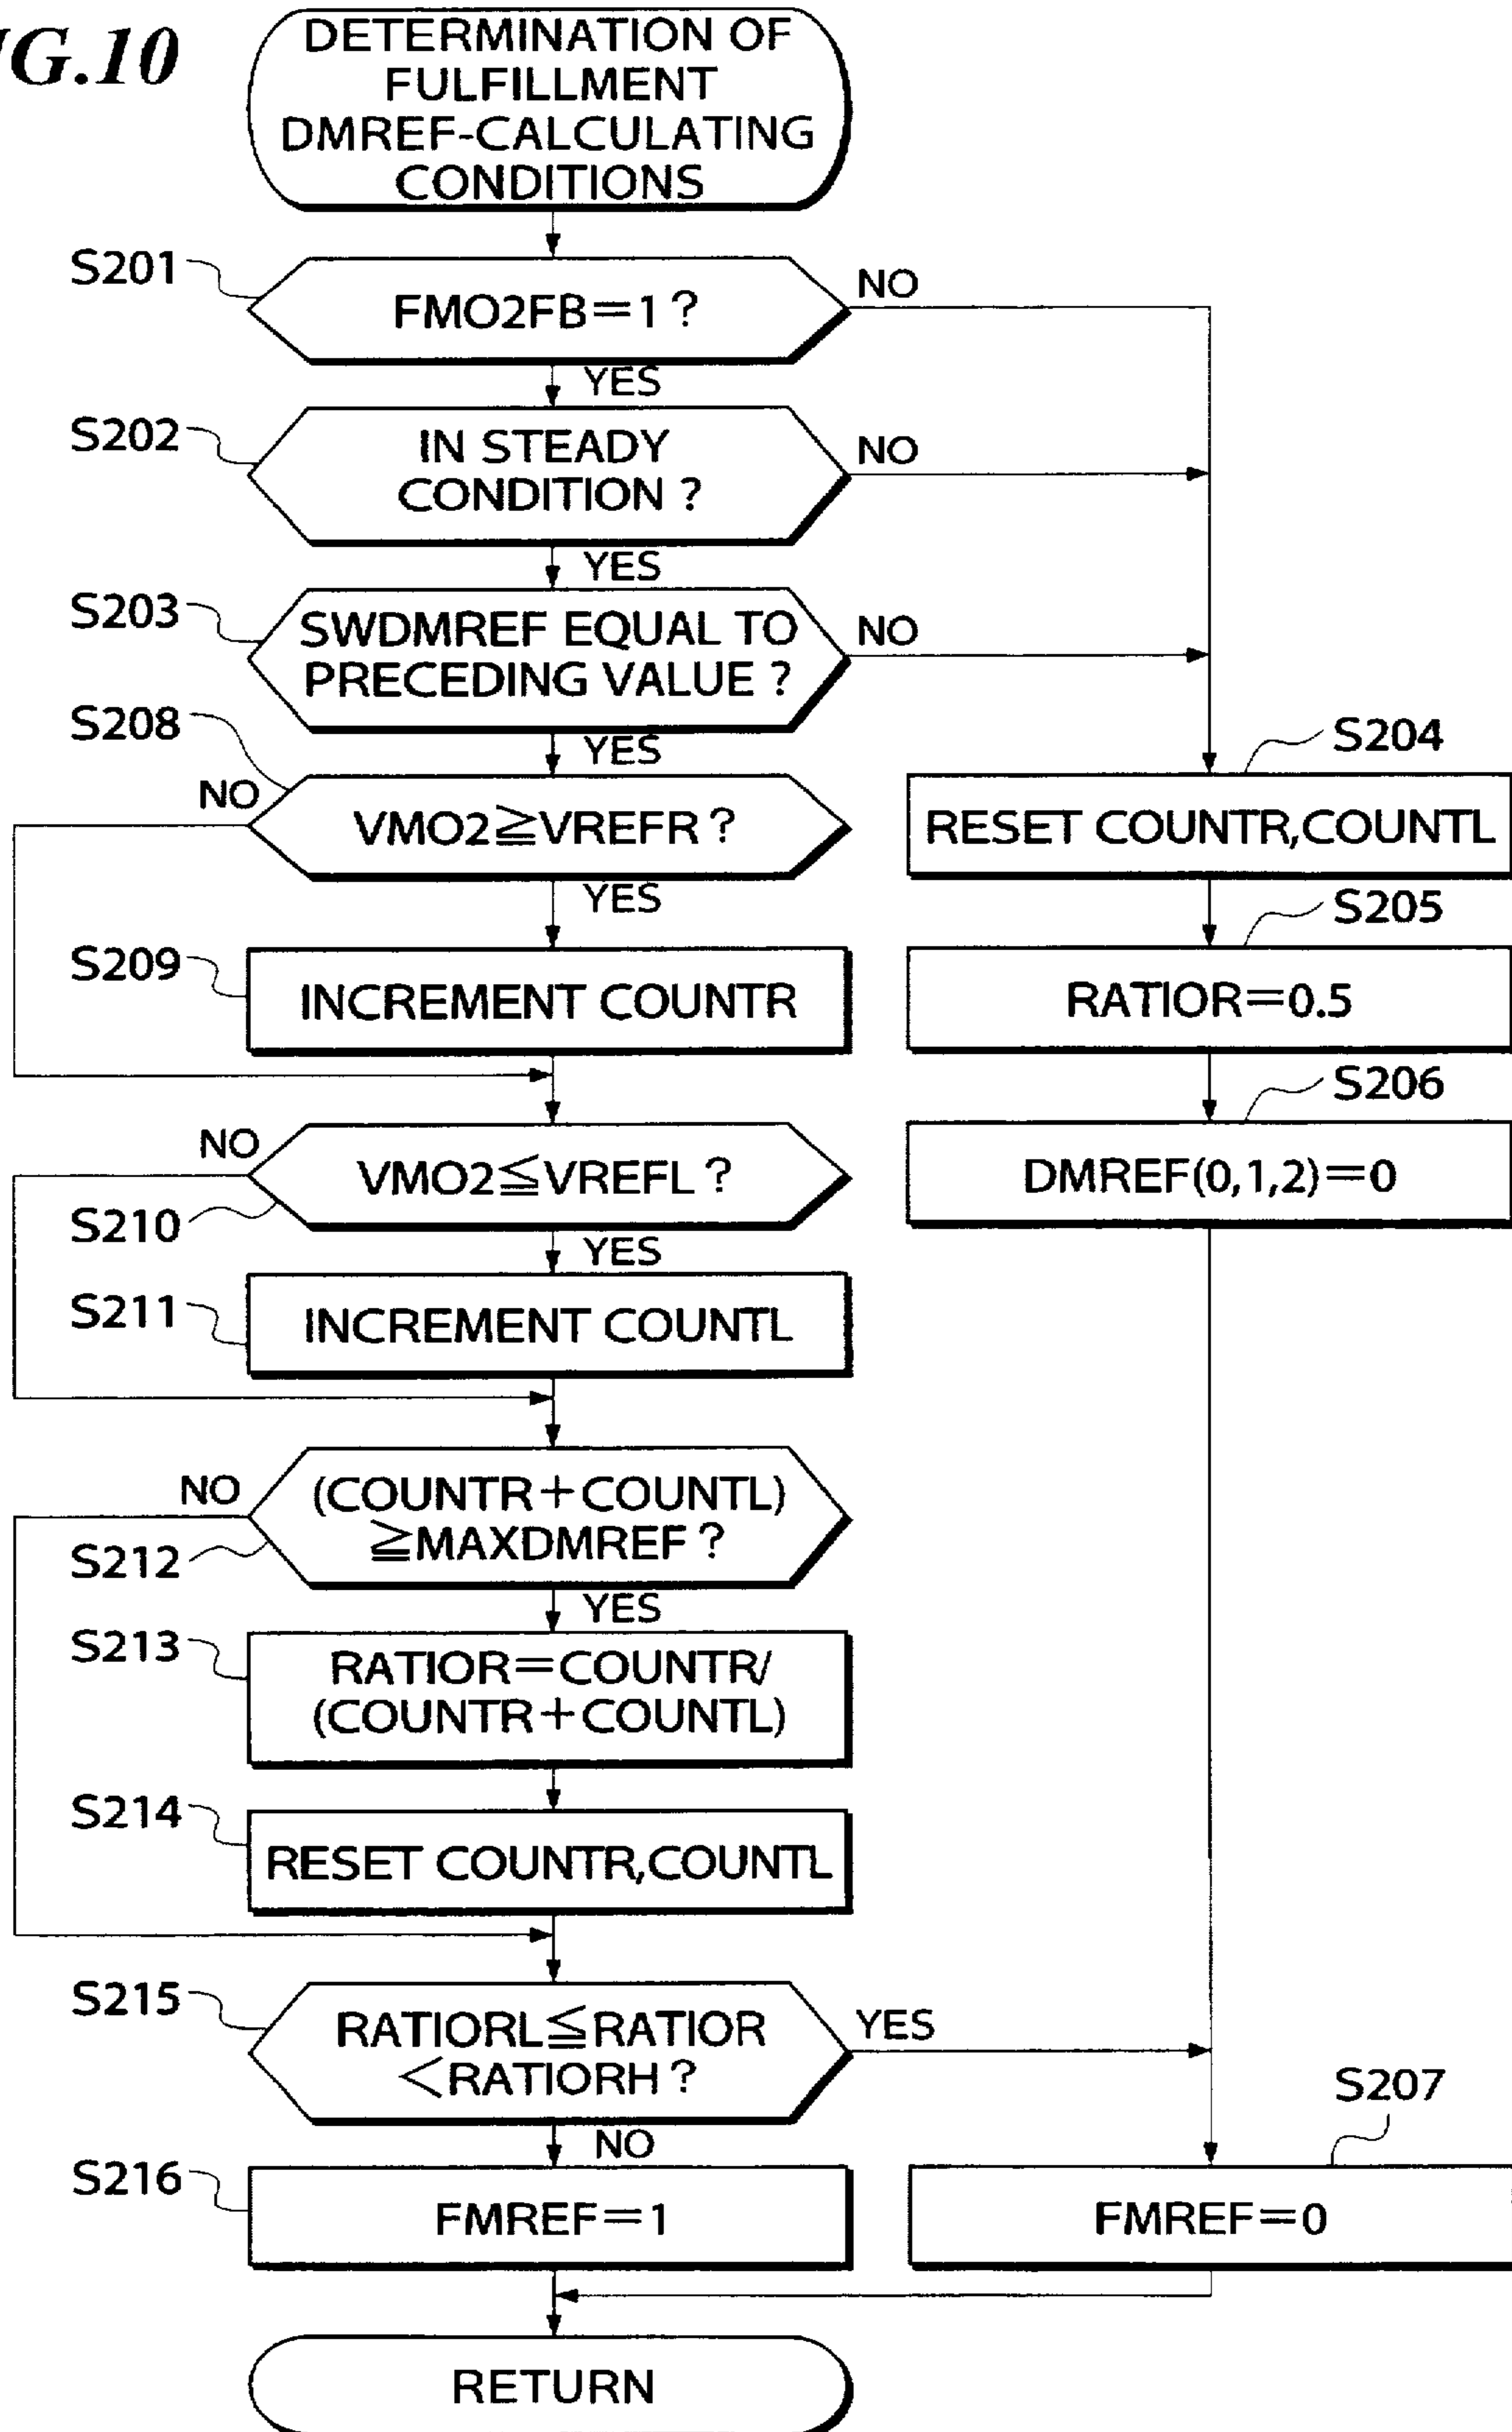 G.10
DETERMINATION OF
FULFILLMENT
DMREF-CALCULATING
CONDITIONS
S201
FMO2FB=1?
NO
YES
S202
IN STEADY
CONDITION?
NO
YES
S203
SWDMREF EQUAL TO
PRECEDING VALUE?
NO
YES
S208
NO
VMO2≧VREFR?
YES
S204
RESET COUNTR,COUNTL
S209
INCREMENT COUNTR
S205
RATIOR=0.5
S206
DMREF(0,1,2)=0
NO
VMO2≦VREFL?
S210
YES
S211
INCREMENT COUNTL
NO
(COUNTR+COUNTL)
≧MAXDMREF?
S212
YES
S213
RATIOR=COUNTR/
(COUNTR+COUNTL)
S214
RESET COUNTR,COUNTL
S215
RATIORL≦RATIOR
<RATIORH?
YES
NO
S207
S216
FMREF=1
FMREF=0
RETURN